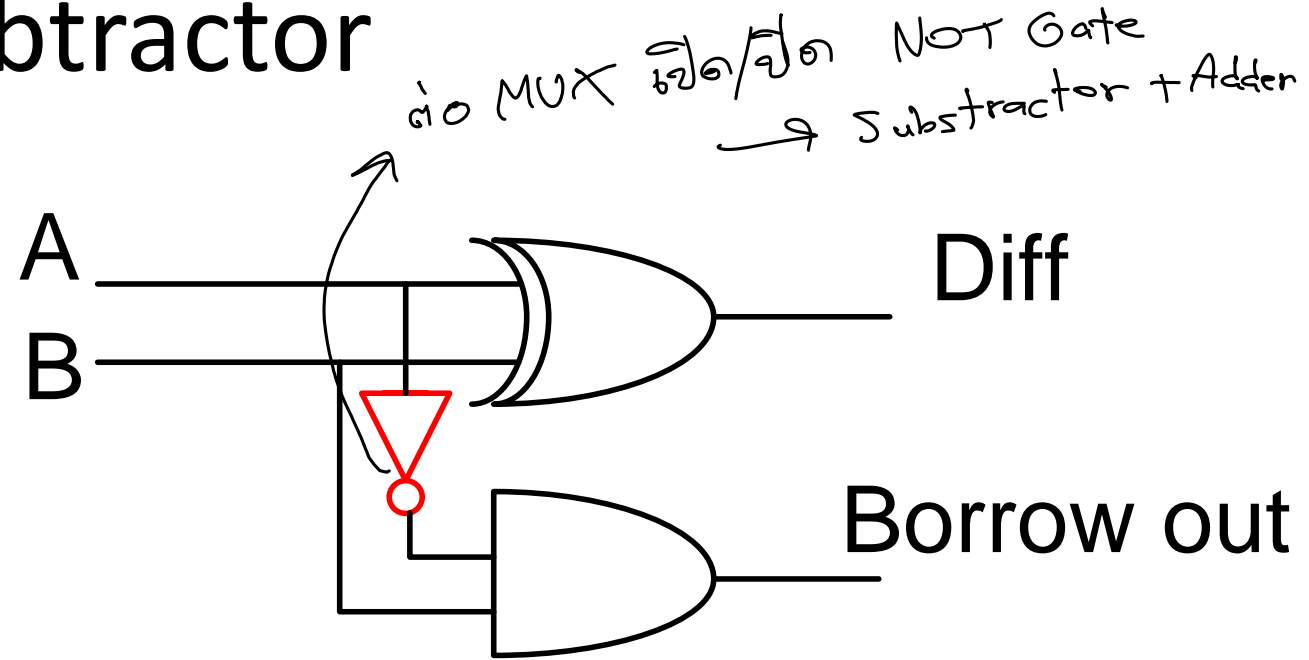 btractor
ต่อ MUX เปิด/ปิด NOT Gate
→ Substractor + Adder
A
Diff
B
Borrow out